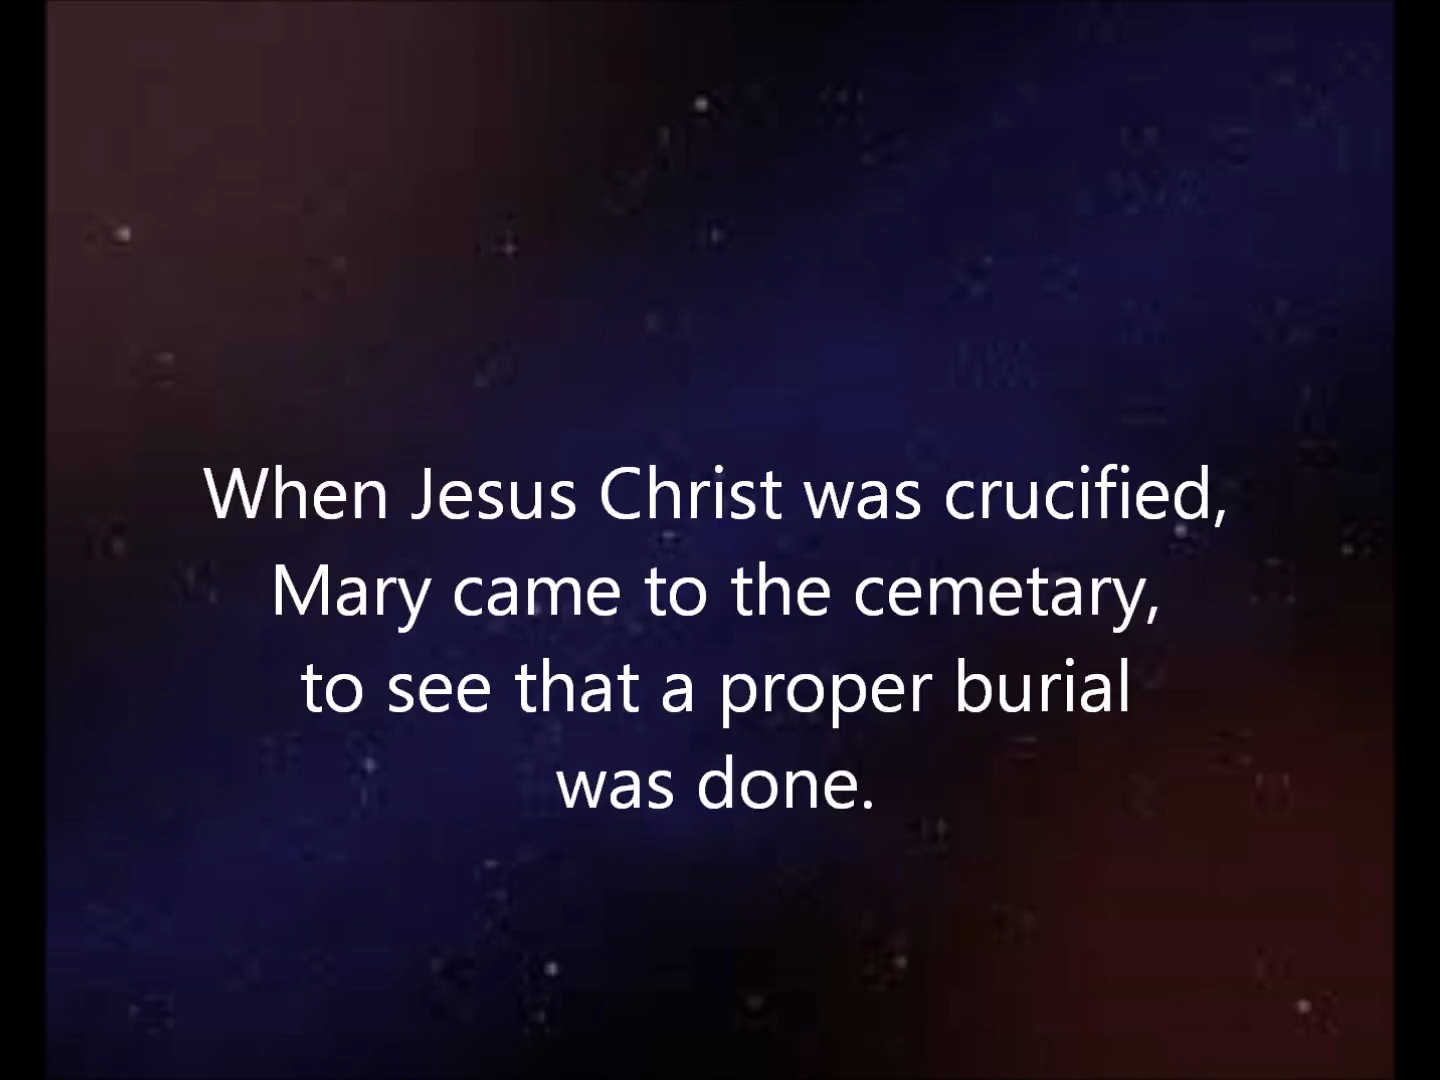 When Jesus Christ was crucified,
Mary came to the cemetary,
to see that a proper burial
was done.